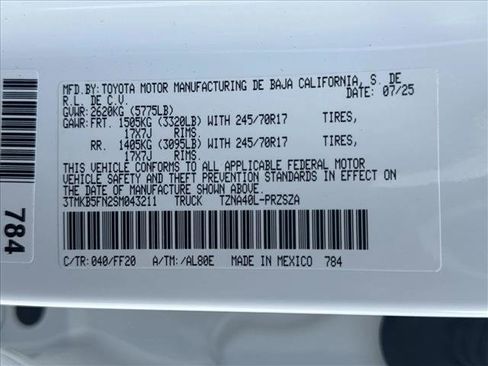 MFD.BY:TOYOTA MOTOR MANUFACTURING DE BAJA CALIFORNIA, S. DE
R.L. DE C.V. DATE: 07/25
GVWR:2620KG (5775LB)
GAWR:FRT. 1505KG (3320LB) WITH 245/70R17 TIRES,
17X7J RIMS.
RR. 1405KG (3095LB) WITH 245/70R17 TIRES,
17X7J RIMS.
THIS VEHICLE CONFORMS TO ALL APPLICABLE FEDERAL MOTOR
VEHICLE SAFETY AND THEFT PREVENTION STANDARDS IN EFFECT
ON THE DATE OF MANUFACTURE SHOWN ABOVE.
3TMKB5FN2SM043211 TRUCK TZNA40L-PRZSZA
C/TR:040/FF20 A/TM:/AL80E MADE IN MEXICO 784
784